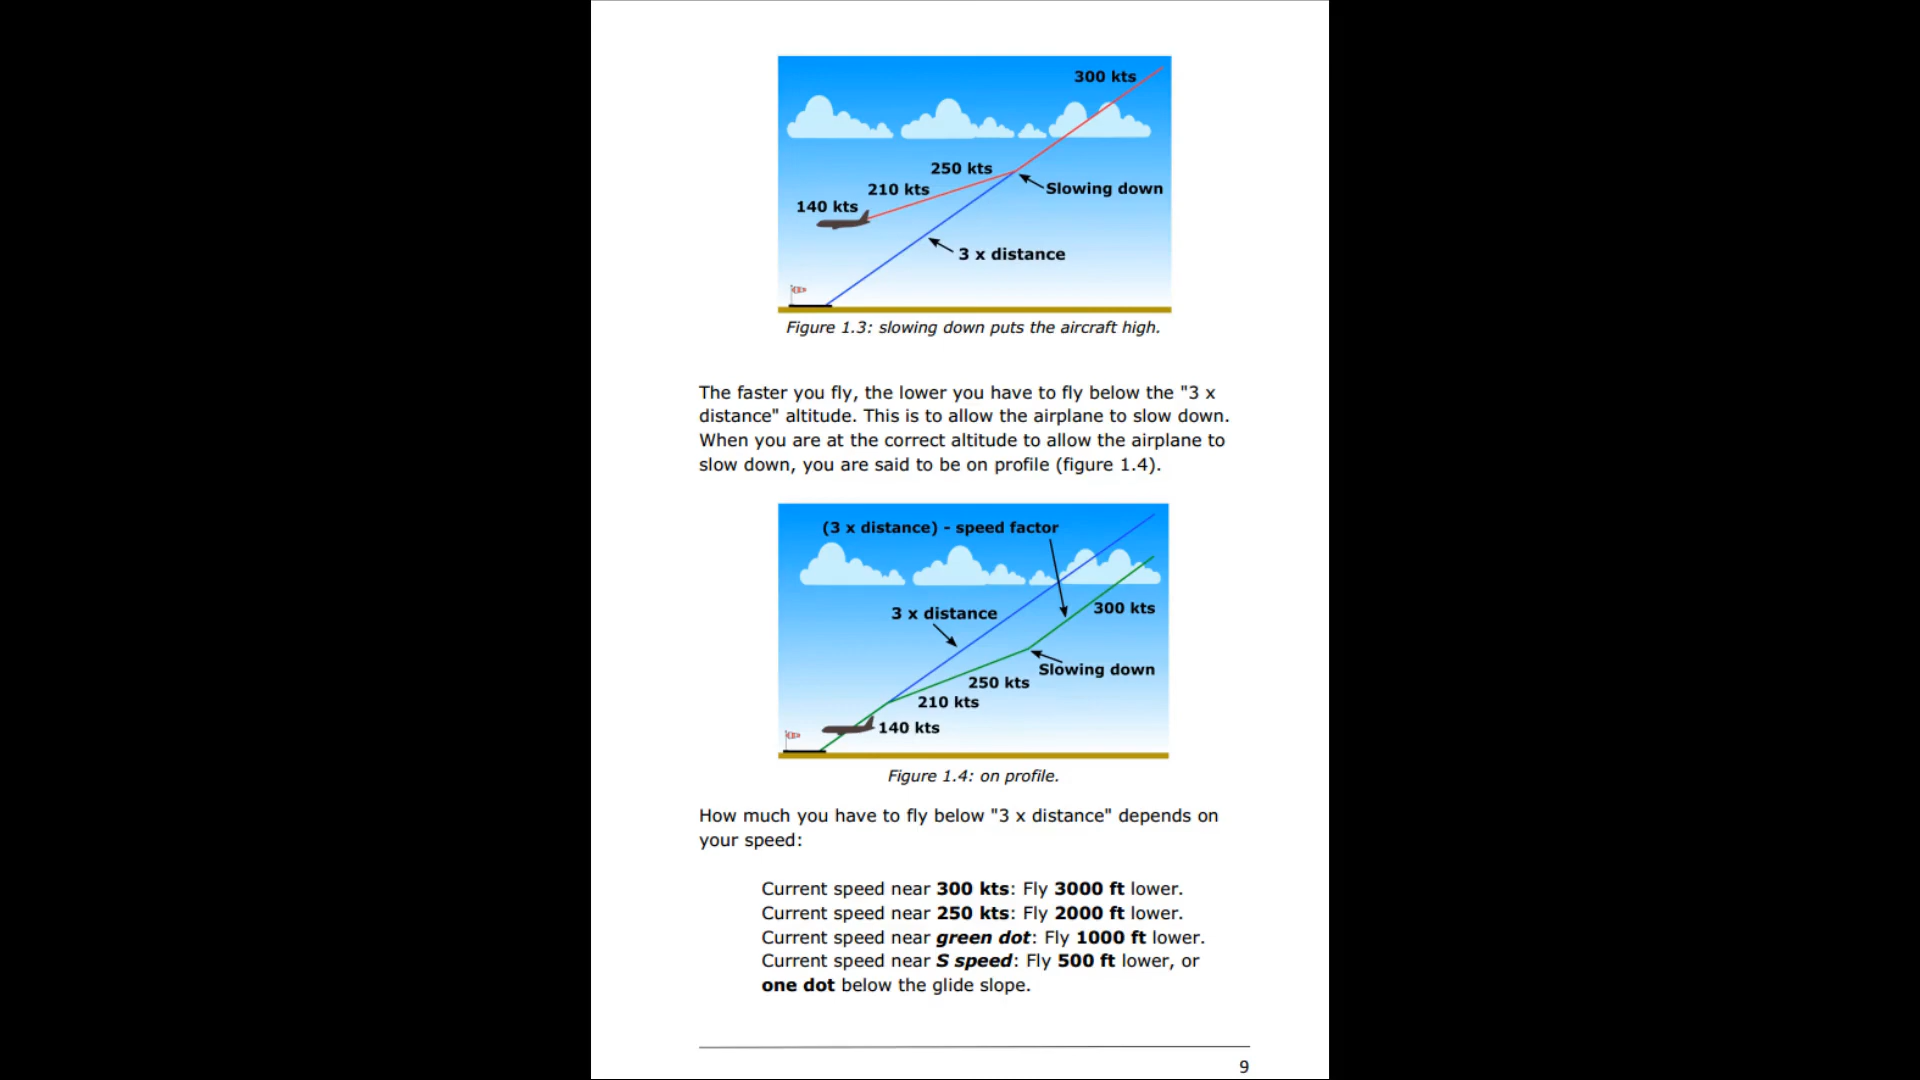 300 kts
250 kts
210 kts
Slowing down
140 kts
3 x distance
Figure 1.3: slowing down puts the aircraft high.
The faster you fly, the lower you have to fly below the "3 x
distance" altitude. This is to allow the airplane to slow down.
When you are at the correct altitude to allow the airplane to
slow down, you are said to be on profile (figure 1.4).
(3 x distance) - speed factor
3 x distance
300 kts
Slowing down
250 kts
210 kts
140 kts
Figure 1.4: on profile.
How much you have to fly below "3 x distance" depends on
your speed:
Current speed near 300 kts: Fly 3000 ft lower.
Current speed near 250 kts: Fly 2000 ft lower.
Current speed near green dot: Fly 1000 ft lower.
Current speed near S speed: Fly 500 ft lower, or
one dot below the glide slope.
9